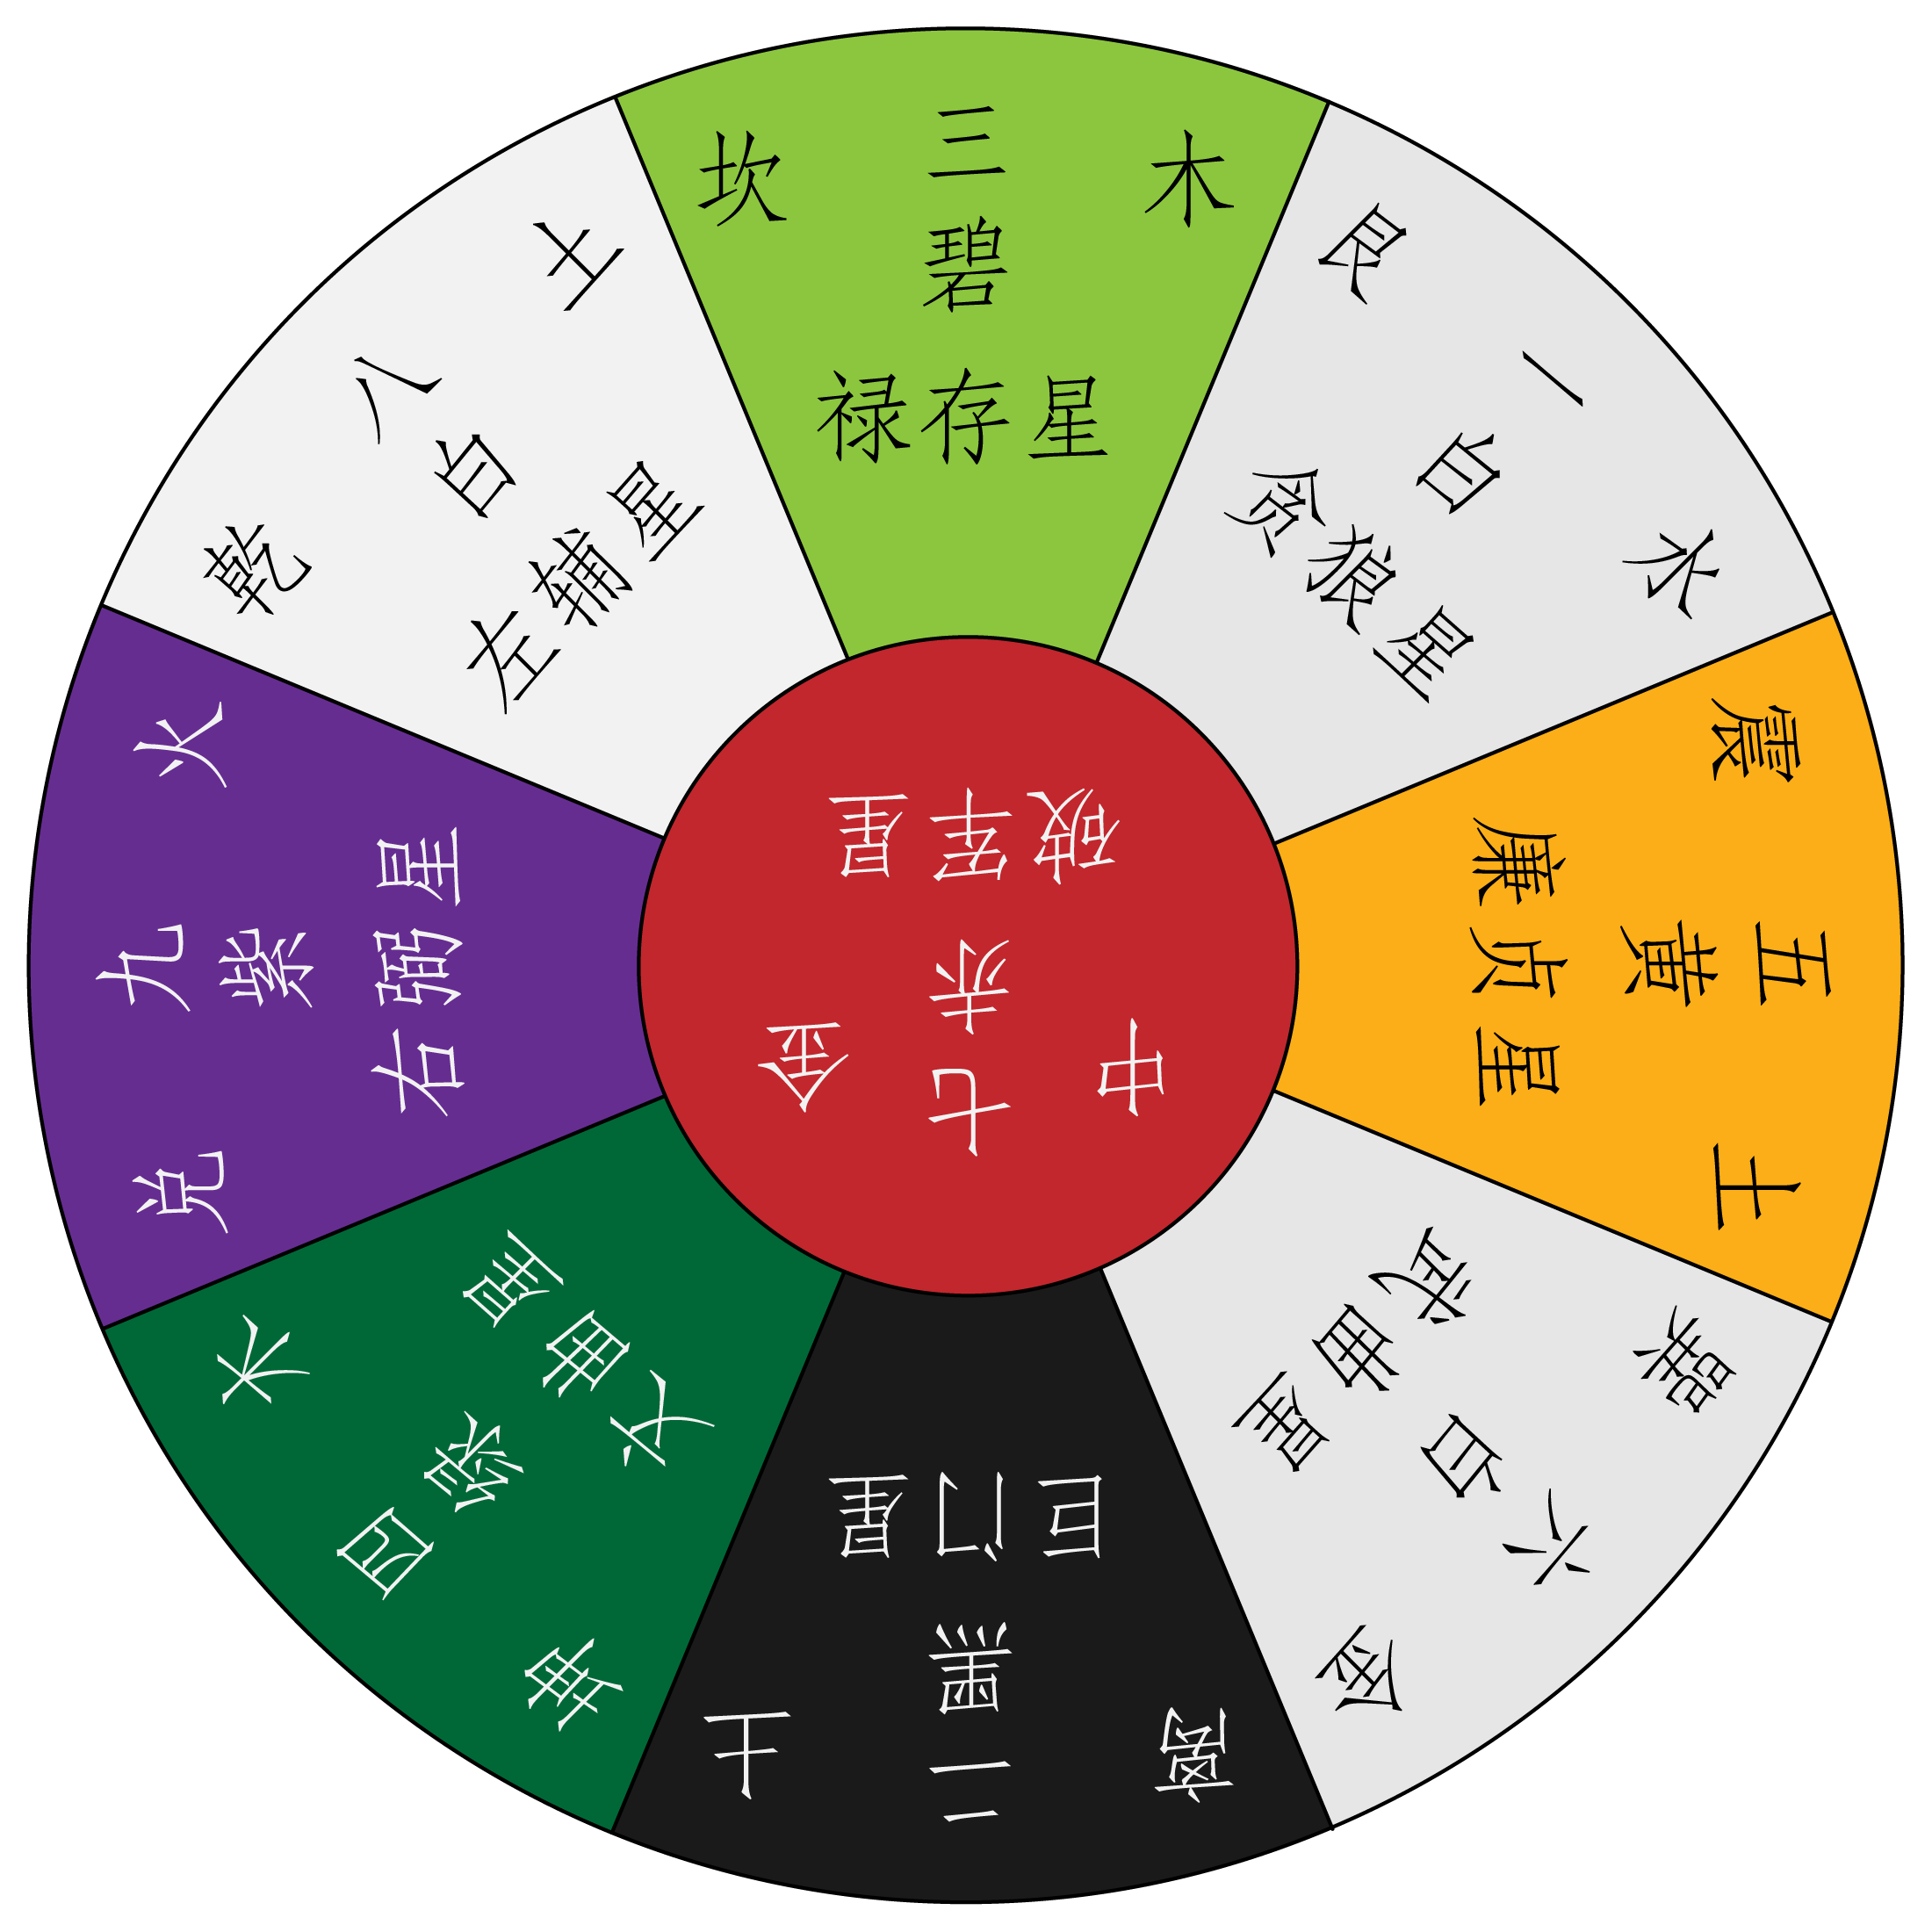 坎 三 木
碧
禄存星
艮 一 水
白
贪狼星
震 五 土
黄
廉贞星
巽 六 金
白
武曲星
离 二 土
黑
巨门星
坤 四 木
绿
文曲星
兑 九 火
紫
右弼星
乾 八 土
白
左辅星
中 七 金
赤
破军星